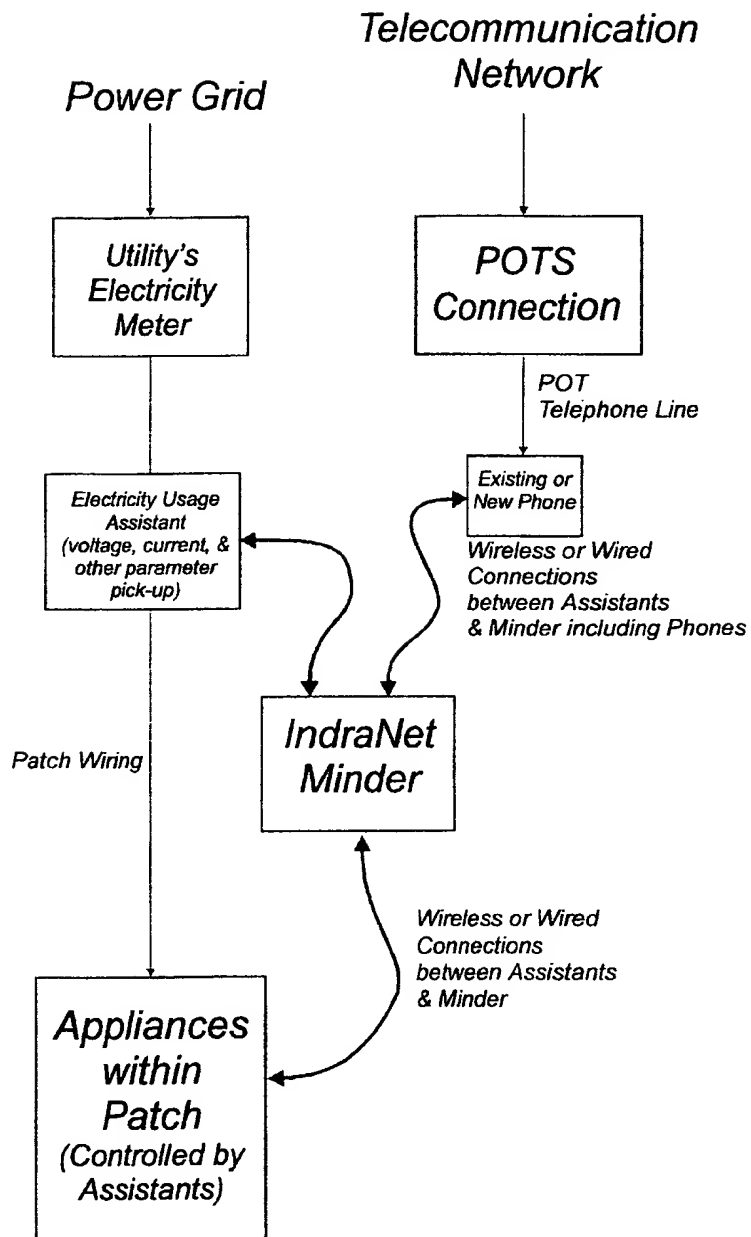 Telecommunication
Network
Power Grid
Utility's
Electricity
Meter
POTS
Connection
POT
Telephone Line
Electricity Usage
Assistant
(voltage, current, &
other parameter
pick-up)
Existing or
New Phone
Wireless or Wired
Connections
between Assistants
& Minder including Phones
IndraNet
Minder
Patch Wiring
Wireless or Wired
Connections
between Assistants
& Minder
Appliances
within
Patch
(Controlled by
Assistants)